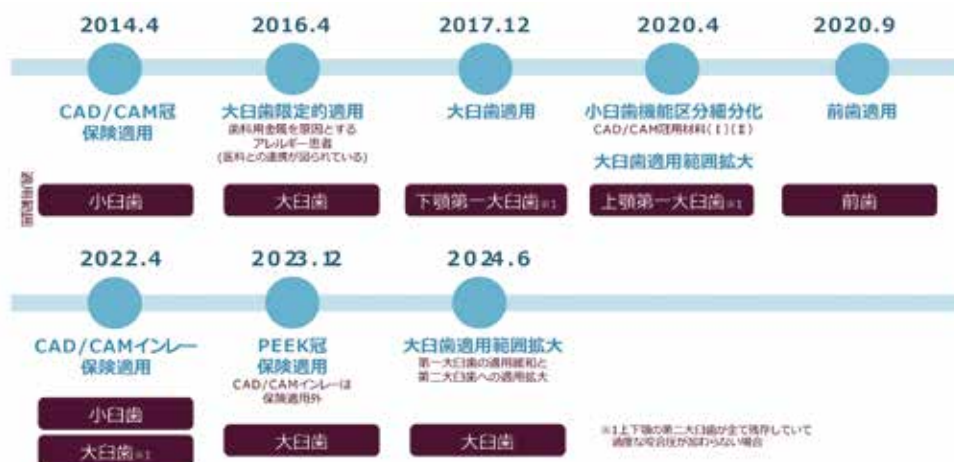 2014.4
2016.4
2017.12
2020.4
2020.9
CAD/CAM冠
保険適用
大臼歯限定的適用
歯科用金属を原因とする
アレルギー患者
(医科との連携が図られている)
大臼歯適用
小臼歯機能区分細分化
CAD/CAM冠用材料(Ⅰ)(Ⅱ)
大臼歯適用範囲拡大
前歯適用
適用範囲
小臼歯
大臼歯
下顎第一大臼歯※1
上顎第一大臼歯※1
前歯
2022.4
2023.12
2024.6
CAD/CAMインレー
保険適用
PEEK冠
保険適用
CAD/CAMインレーは
保険適用外
大臼歯適用範囲拡大
第一大臼歯の適用緩和と
第二大臼歯への適用拡大
小臼歯
大臼歯※1
大臼歯
大臼歯
※1上下顎の第二大臼歯が全て残存していて
過度な咬合圧が加わらない場合